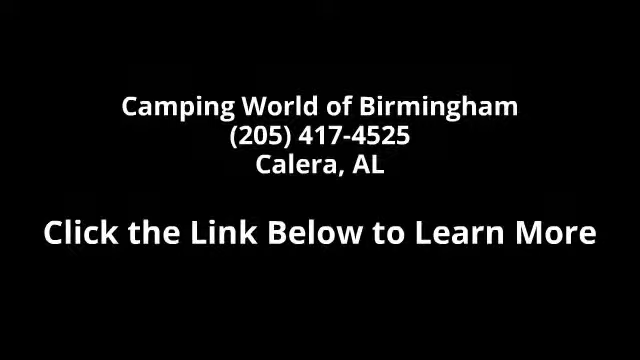 Camping World of Birmingham
(205) 417-4525
Calera, AL
Click the Link Below to Learn More